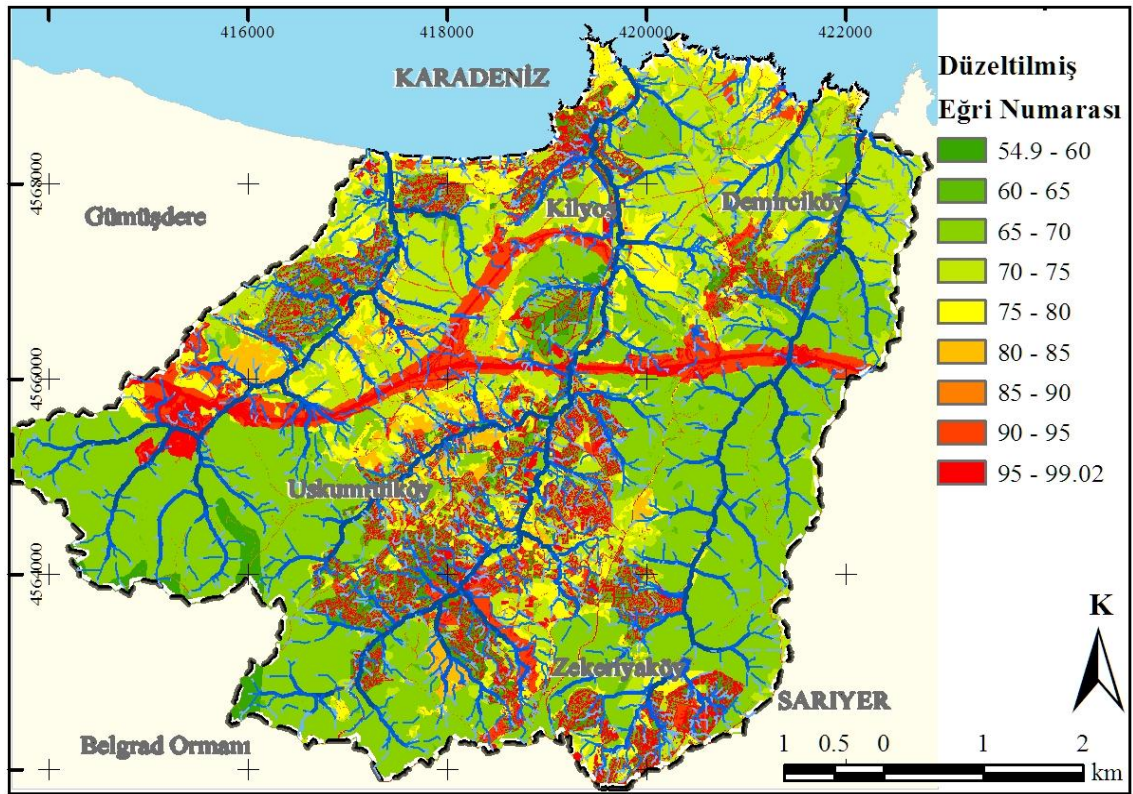 416000
418000
420000
422000
KARADENİZ
4568000
Gümüşdere
Kilyos
Demirciköy
4566000
Uskumruköy
4564000
Zekeriyaköy
SARIYER
Belgrad Ormanı
Düzeltilmiş
Eğri Numarası
54.9 - 60
60 - 65
65 - 70
70 - 75
75 - 80
80 - 85
85 - 90
90 - 95
95 - 99.02
K
1 0.5 0 1 2
km